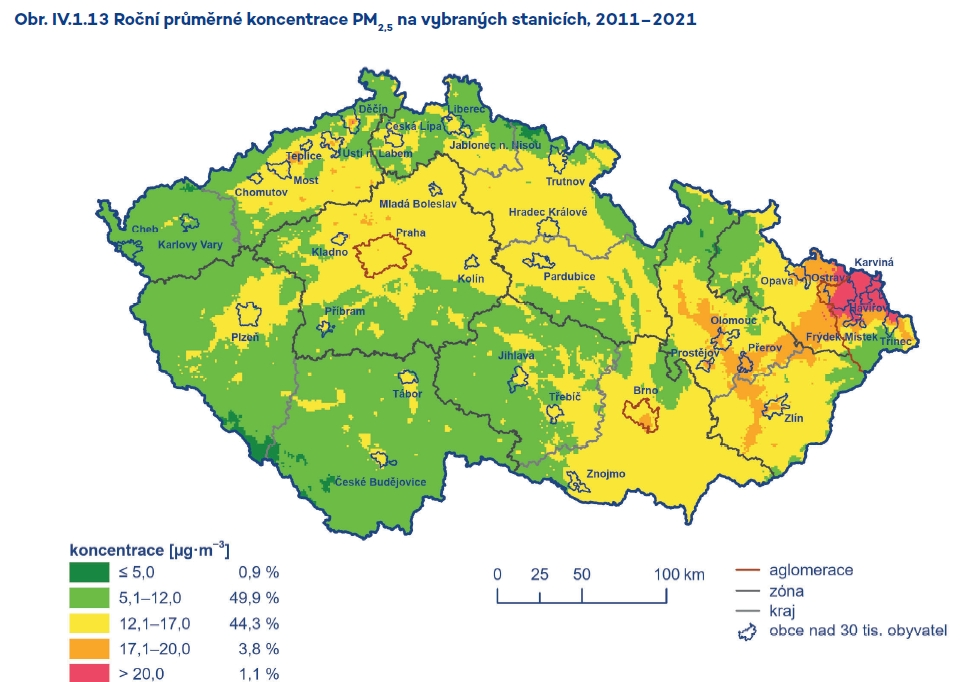 Obr. IV.1.13 Roční průměrné koncentrace PM2,5 na vybraných stanicích, 2011–2021
Děčín
Liberec
Česká Lípa
Jablonec n. Nisou
Teplice
Ústí n. Labem
Most
Chomutov
Trutnov
Mladá Boleslav
Hradec Králové
Cheb
Karlovy Vary
Praha
Kladno
Kolín
Pardubice
Karviná
Opava
Ostrava
Havířov
Plzeň
Příbram
Olomouc
Frýdek Místek
Třinec
Přerov
Prostějov
Jihlava
Tábor
Třebíč
Brno
Zlín
Znojmo
České Budějovice
koncentrace [µg·m−3]
≤ 5,0 0,9 %
5,1–12,0 49,9 %
12,1–17,0 44,3 %
17,1–20,0 3,8 %
> 20,0 1,1 %
0 25 50 100 km
aglomerace
zóna
kraj
obce nad 30 tis. obyvatel